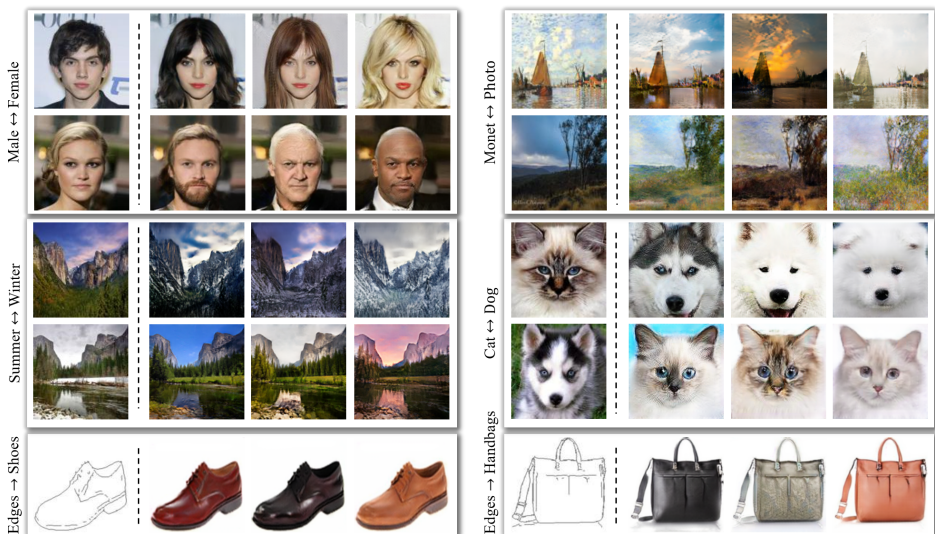 Male ↔ Female
Monet ↔ Photo
Summer ↔ Winter
Cat ↔ Dog
Edges → Shoes
Edges → Handbags